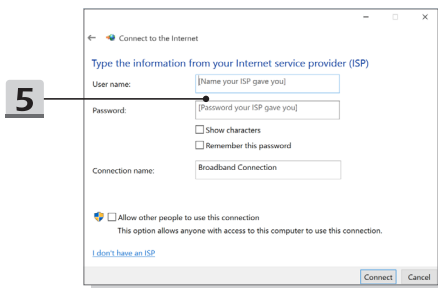 Connect to the Internet
Type the information from your Internet service provider (ISP)
User name:
[Name your ISP gave you]
5
Password:
[Password your ISP gave you]
Show characters
Remember this password
Connection name:
Broadband Connection
Allow other people to use this connection
This option allows anyone with access to this computer to use this connection.
I don't have an ISP
Connect
Cancel